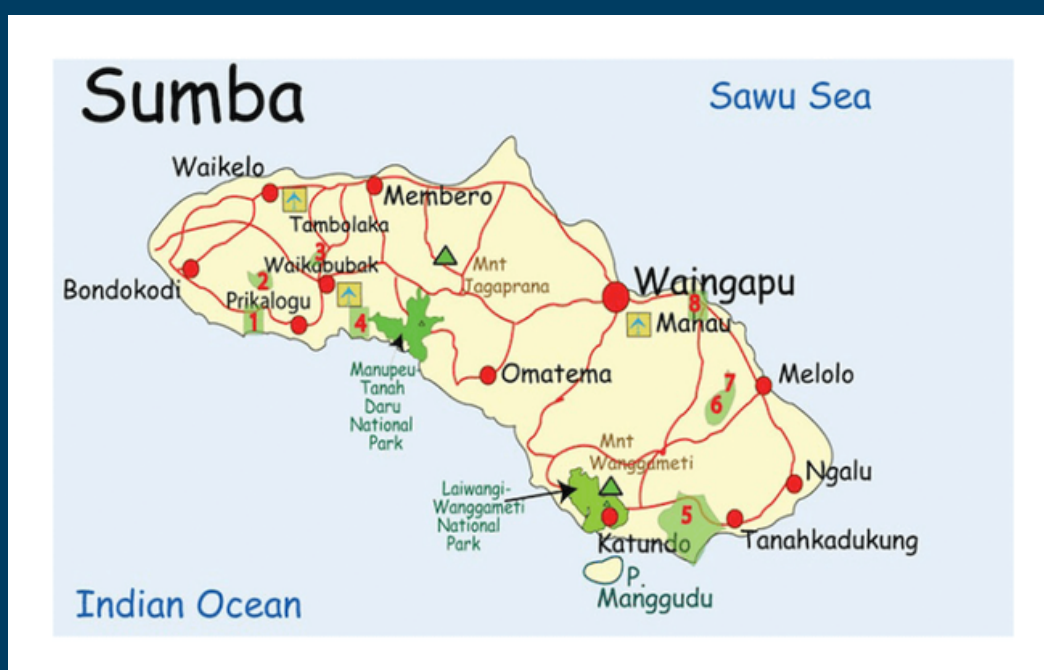 Sumba
Sawu Sea
Waikelo
Membero
Tambolaka
3
Waikabubak
Mnt
Jagaprana
2
Bondokodi
Prikalogu
1
4
Waingapu
8
Manau
Manupeu-
Tanah
Daru
National
Park
Omatema
7
6
Melolo
Mnt
Wanggameti
Ngalu
Laiwangi-
Wanggameti
National
Park
5
Katundo
Tanahkadukung
P.
Manggudu
Indian Ocean